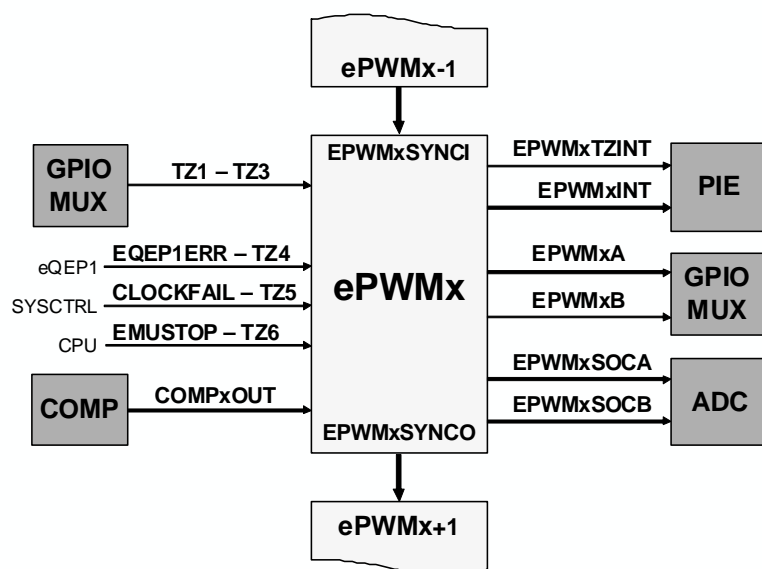 ePWMx-1
EPWMxSYNCI
GPIO
MUX
TZ1 – TZ3
eQEP1
EQEP1ERR – TZ4
SYSCTRL
CLOCKFAIL – TZ5
CPU
EMUSTOP – TZ6
COMP
COMPxOUT
ePWMx
EPWMxSYNCO
EPWMxTZINT
EPWMxINT
PIE
EPWMxA
EPWMxB
GPIO
MUX
EPWMxSOCA
EPWMxSOCB
ADC
ePWMx+1